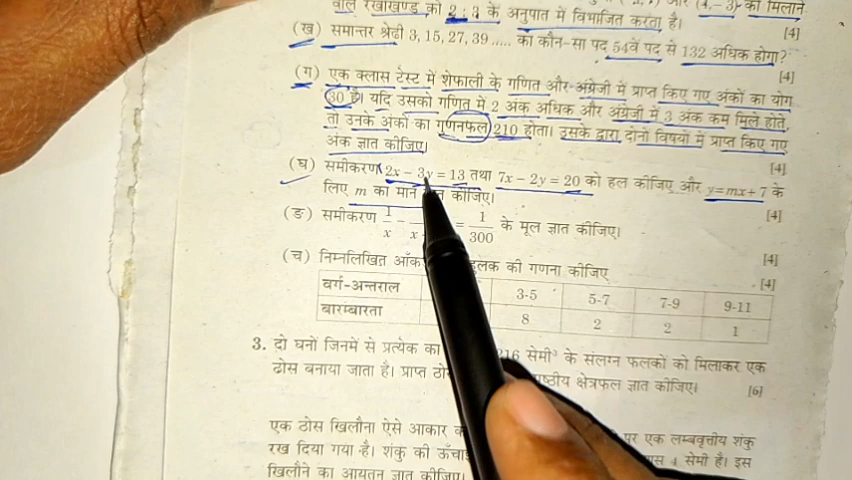 वाले रेखाखण्ड को 2 : 3 के अनुपात में विभाजित करता है। [4]
(ख) समान्तर श्रेढी 3, 15, 27, 39 ..... का कौन-सा पद 54वें पद से 132 अधिक होगा? [4]
(ग) एक क्लास टेस्ट में शेफाली के गणित और अंग्रेजी में प्राप्त किए गए अंकों का योग
30 है। यदि उसको गणित में 2 अंक अधिक और अंग्रेजी में 3 अंक कम मिले होते,
तो उनके अंकों का गुणनफल 210 होता। उसके द्वारा दोनों विषयों में प्राप्त किए गए
अंक ज्ञात कीजिए। [4]
(घ) समीकरण 2x − 3y = 13 तथा 7x − 2y = 20 को हल कीजिए और y = mx + 7 के
लिए m का मान कीजिए। [4]
(ङ) समीकरण 1/x − = 1/300 के मूल ज्ञात कीजिए। [4]
(च) निम्नलिखित की गणना कीजिए [4]
वर्ग-अन्तराल 3-5 5-7 7-9 9-11
बारम्बारता 8 2 2 1
3. दो घनों जिनमें से प्रत्येक का सेमी³ के संलग्न फलकों को मिलाकर एक
ठोस बनाया जाता है। प्राप्त क्षेत्रफल ज्ञात कीजिए। [6]
एक ठोस खिलौना ऐसे आकार पर एक लम्बवृत्तीय शंकु
रख दिया गया है। शंकु की 4 सेमी है। इस
खिलौने का आयतन ज्ञात कीजिए।